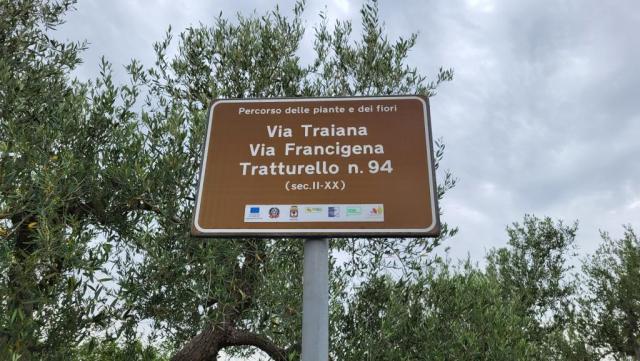 Percorso delle piante e dei fiori
Via Traiana
Via Francigena
Tratturello n. 94
(sec.II-XX)